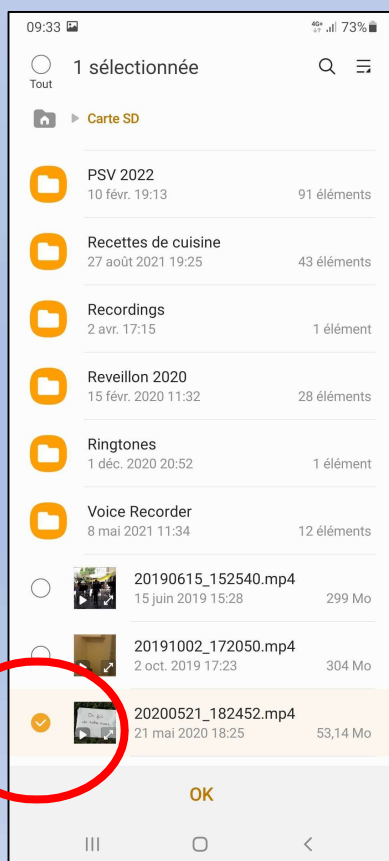 09:33 4G+ 73%
1 sélectionnée
Tout
Carte SD
PSV 2022
10 févr. 19:13 91 éléments
Recettes de cuisine
27 août 2021 19:25 43 éléments
Recordings
2 avr. 17:15 1 élément
Reveillon 2020
15 févr. 2020 11:32 28 éléments
Ringtones
1 déc. 2020 20:52 1 élément
Voice Recorder
8 mai 2021 11:34 12 éléments
20190615_152540.mp4
15 juin 2019 15:28 299 Mo
20191002_172050.mp4
2 oct. 2019 17:23 304 Mo
20200521_182452.mp4
21 mai 2020 18:25 53,14 Mo
OK